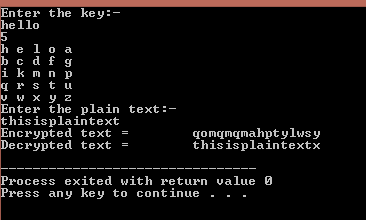 Enter the key:-
hello
5
h e l o a
b c d f g
i k m n p
q r s t u
v w x y z
Enter the plain text:-
thisisplaintext
Encrypted text =        qomqmqmahptylwsy
Decrypted text =        thisisplaintextx
--------------------------------
Process exited with return value 0
Press any key to continue . . .